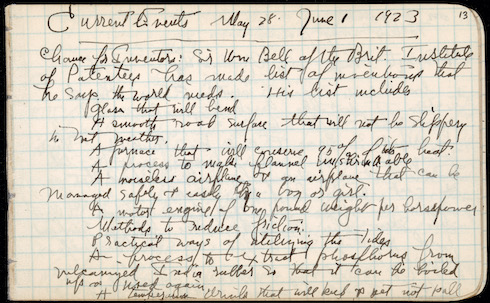 13
Current Events May 28. June 1 1923
Chance for Inventors: Sir Wm Bell of the Brit. Institute
of Patentees has made list of inventions that
he says the world needs. His list includes
Glass that will bend
A smooth road surface that will not be slippery
in wet weather.
A furnace that will conserve 95% of its heat
A process to make flannel unshrinkable
A noiseless airplane & an airplane that can be
managed safely & easily by a boy or girl.
A motor engine of one pound weight per horsepower
Methods to reduce friction.
Practical ways of utilizing the Tides
A process to extract phosphorus from
vulcanized India rubber so that it can be boiled
up & used again
A temperance drink that will keep & yet not pall